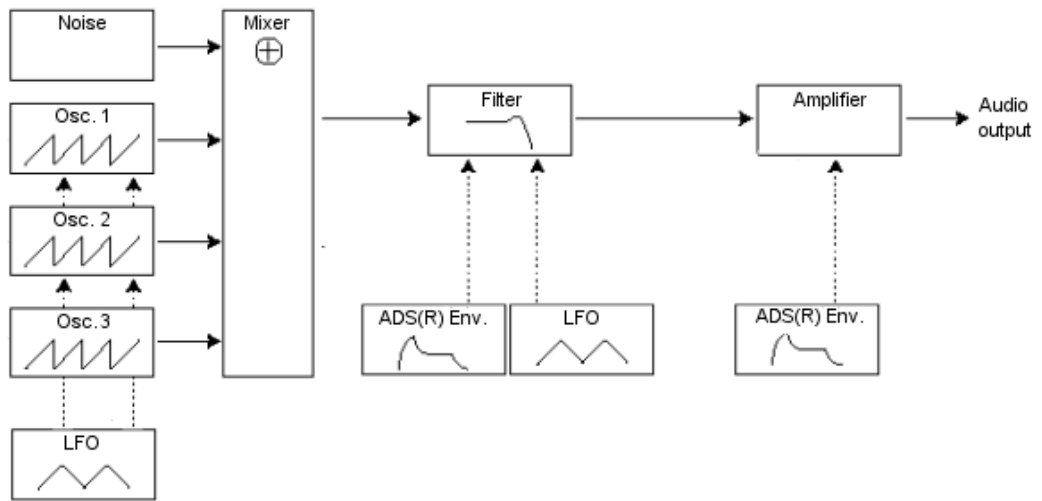 Noise
Mixer
Osc. 1
Filter
Amplifier
Audio
output
Osc. 2
Osc.3
ADS(R) Env.
LFO
ADS(R) Env.
LFO